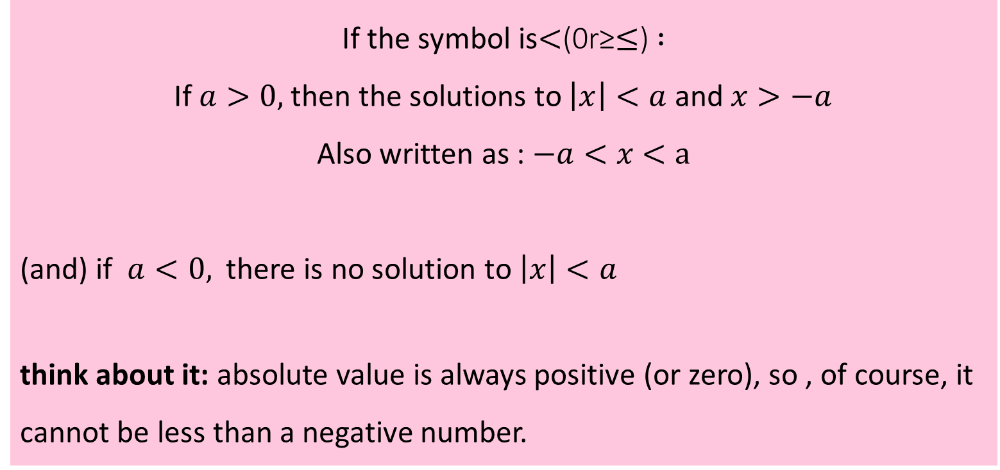 If the symbol is<(0r≥≤) :
If a > 0, then the solutions to |x| < a and x > −a
Also written as : −a < x < a
(and) if a < 0, there is no solution to |x| < a
think about it: absolute value is always positive (or zero), so , of course, it
cannot be less than a negative number.